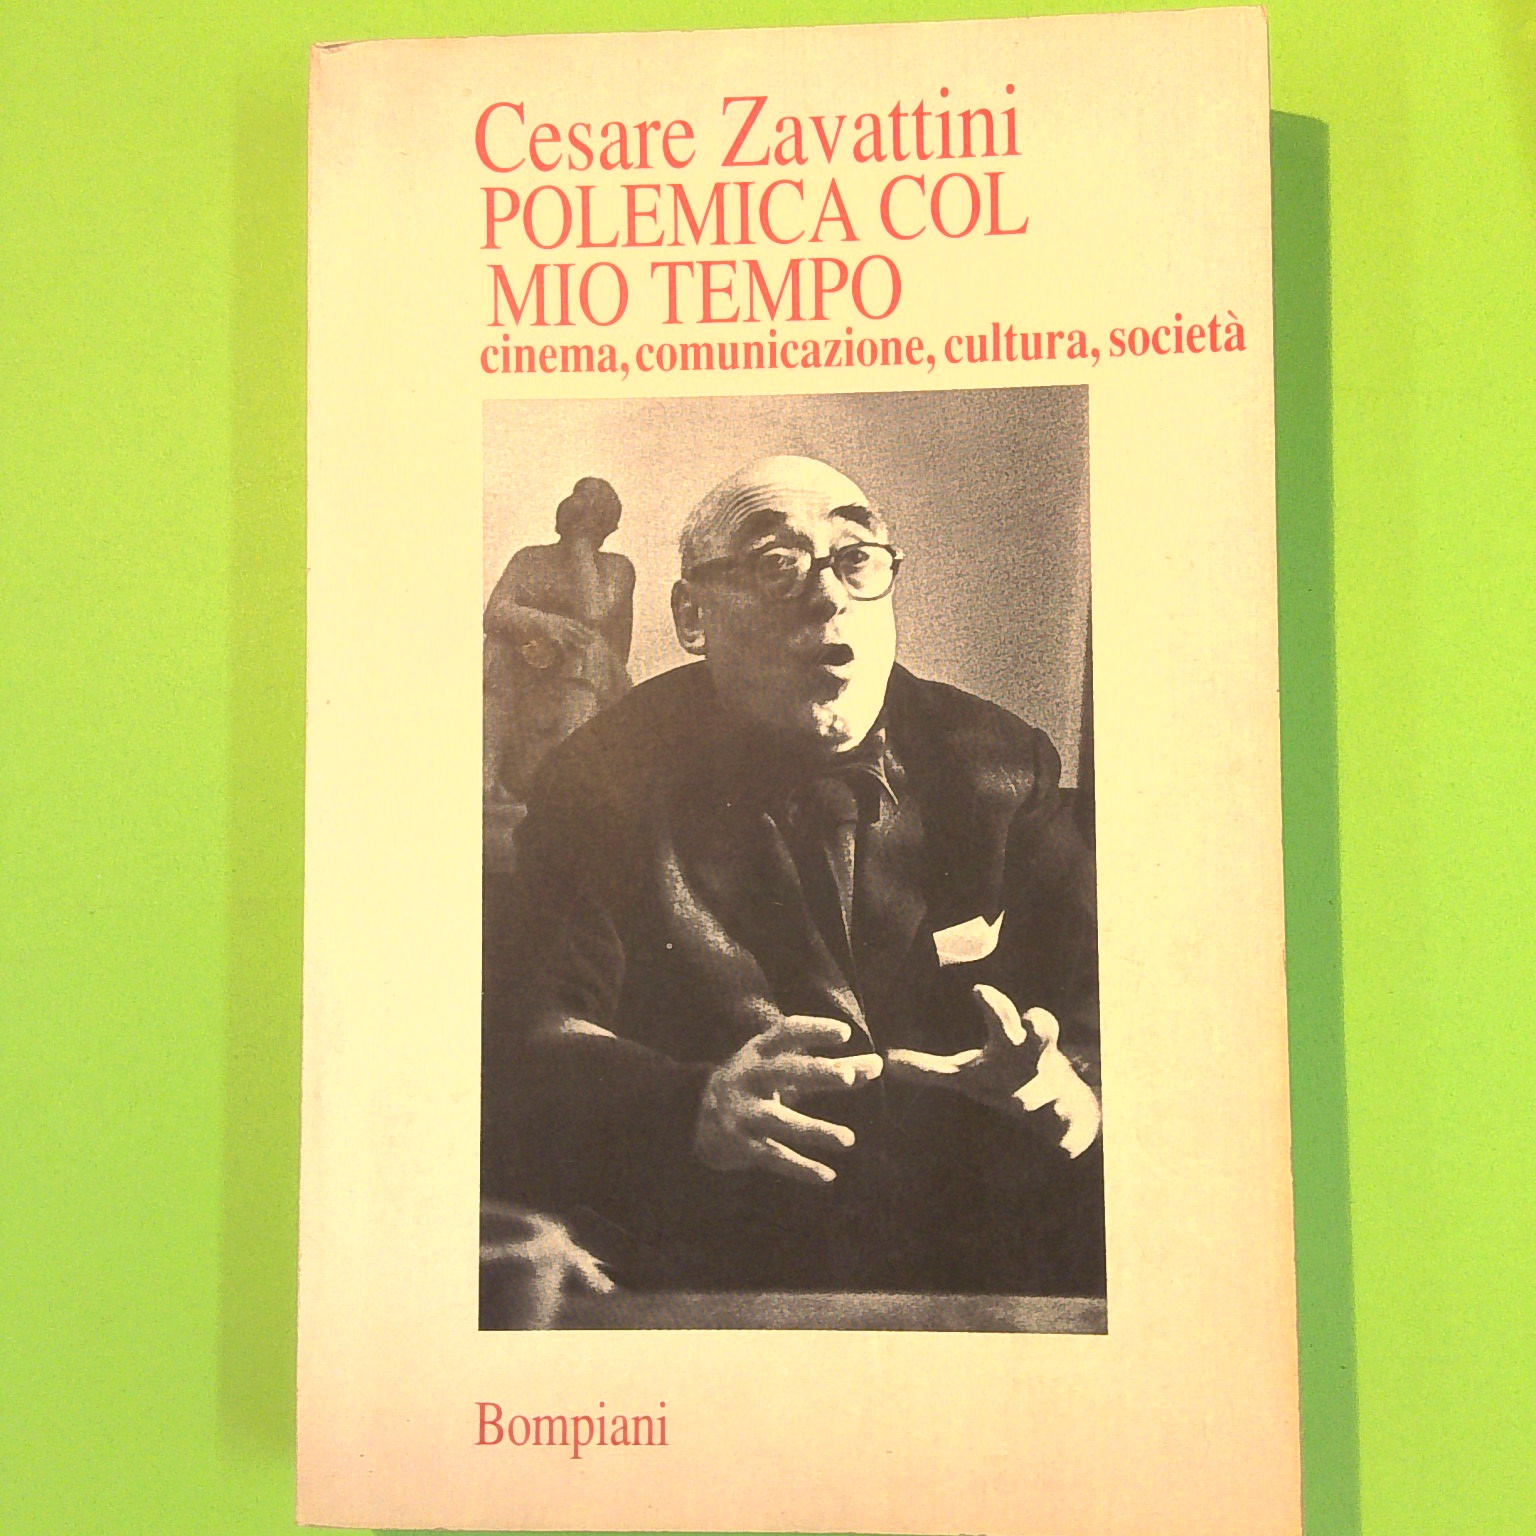 Cesare Zavattini
POLEMICA COL
MIO TEMPO
cinema, comunicazione, cultura, società
Bompiani